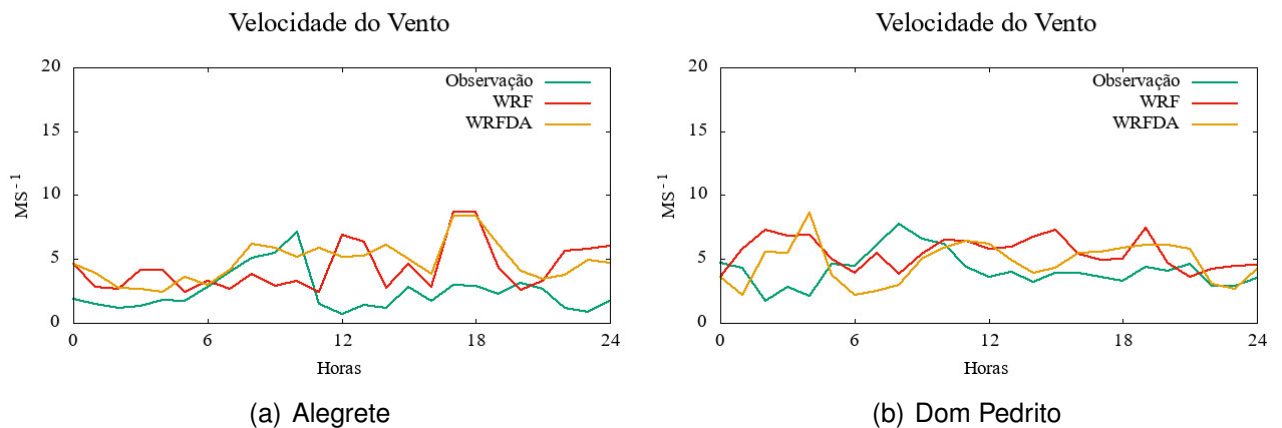 Velocidade do Vento
20
15
10
5
0
MS⁻¹
Observação
WRF
WRFDA
0 6 12 18 24
Horas
(a) Alegrete
Velocidade do Vento
20
15
10
5
0
MS⁻¹
Observação
WRF
WRFDA
0 6 12 18 24
Horas
(b) Dom Pedrito